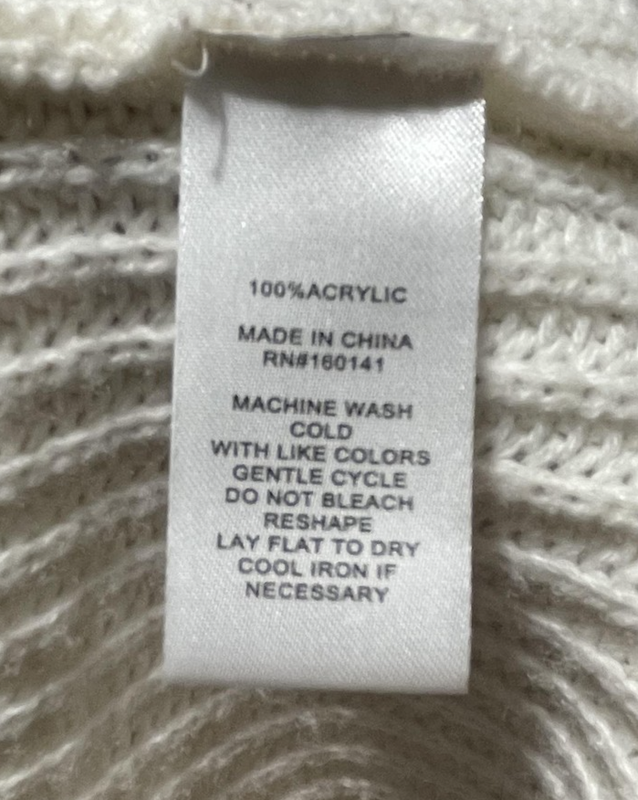 100%ACRYLIC
MADE IN CHINA
RN#160141
MACHINE WASH
COLD
WITH LIKE COLORS
GENTLE CYCLE
DO NOT BLEACH
RESHAPE
LAY FLAT TO DRY
COOL IRON IF
NECESSARY